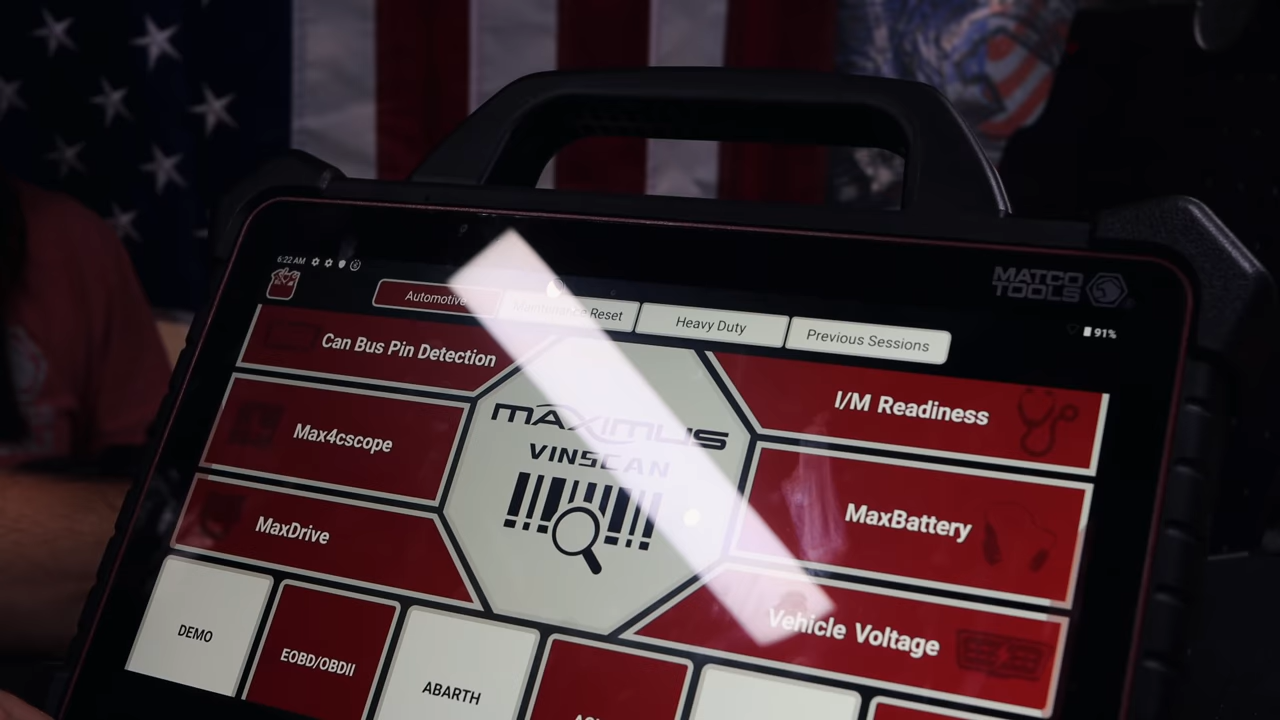 6:22 AM
MATCO
TOOLS
91%
Automotive
Maintenance Reset
Heavy Duty
Previous Sessions
Can Bus Pin Detection
I/M Readiness
MAXIMUS
VINSCAN
Max4cscope
MaxBattery
MaxDrive
Vehicle Voltage
DEMO
EOBD/OBDII
ABARTH